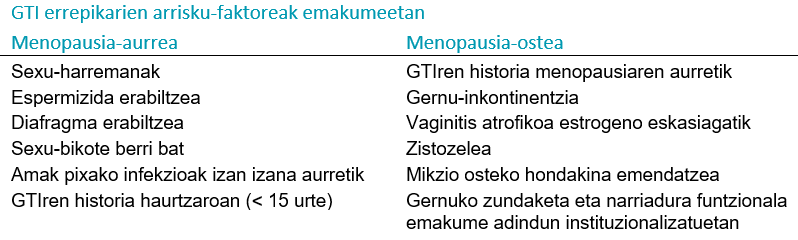 GTI errepikarien arrisku-faktoreak emakumeetan
Menopausia-aurrea Menopausia-ostea
Sexu-harremanak GTIren historia menopausiaren aurretik
Espermizida erabiltzea Gernu-inkontinentzia
Diafragma erabiltzea Vaginitis atrofikoa estrogeno eskasiagatik
Sexu-bikote berri bat Zistozelea
Amak pixako infekzioak izan izana aurretik Mikzio osteko hondakina emendatzea
GTIren historia haurtzaroan (< 15 urte) Gernuko zundaketa eta narriadura funtzionala
emakume adindun instituzionalizatuetan